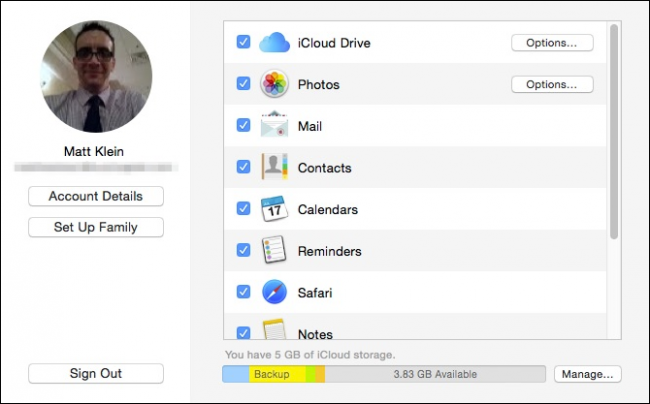 Matt Klein
Account Details
Set Up Family
Sign Out
iCloud Drive
Options...
Photos
Options...
Mail
Contacts
17
Calendars
Reminders
Safari
Notes
You have 5 GB of iCloud storage.
Backup
3.83 GB Available
Manage...